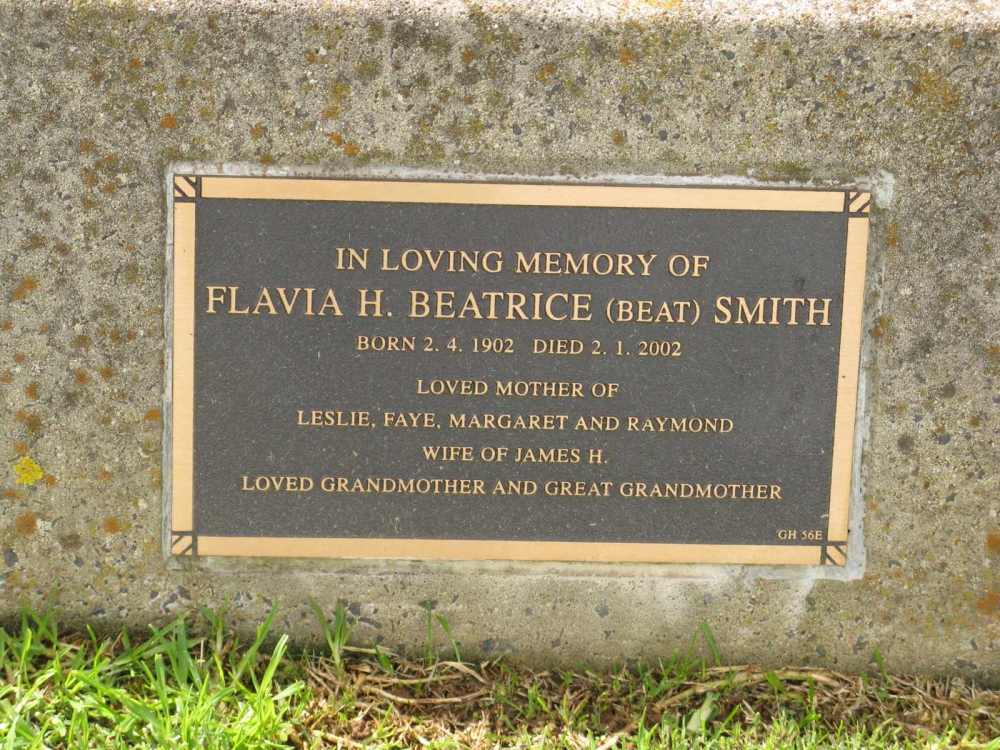 IN LOVING MEMORY OF
FLAVIA H. BEATRICE (BEAT) SMITH
BORN 2. 4. 1902 DIED 2. 1. 2002
LOVED MOTHER OF
LESLIE, FAYE, MARGARET AND RAYMOND
WIFE OF JAMES H.
LOVED GRANDMOTHER AND GREAT GRANDMOTHER
GH 56E